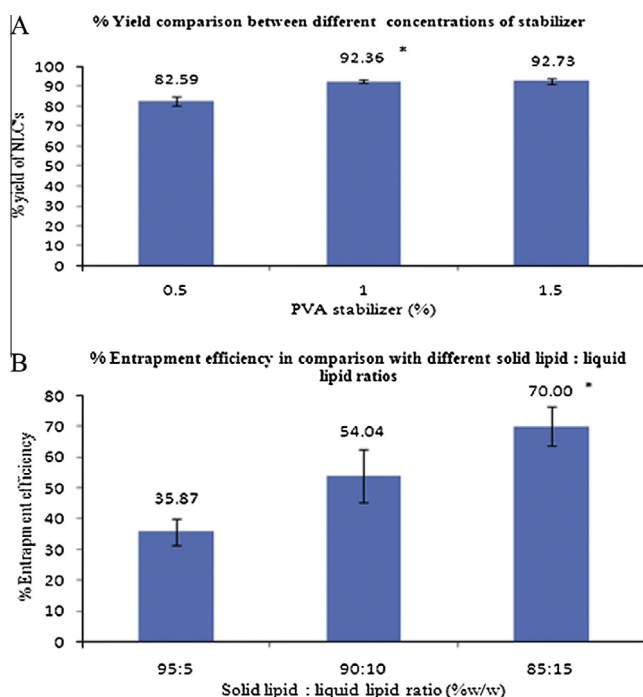 A
% Yield comparison between different concentrations of stabilizer
% yield of NLC's
100
90
80
70
60
50
40
30
20
10
0
82.59
92.36 *
92.73
0.5 1 1.5
PVA stabilizer (%)
B
% Entrapment efficiency in comparison with different solid lipid : liquid
lipid ratios
% Entrapment efficiency
80
70
60
50
40
30
20
10
0
35.87
54.04
70.00 *
95:5 90:10 85:15
Solid lipid : liquid lipid ratio (%w/w)